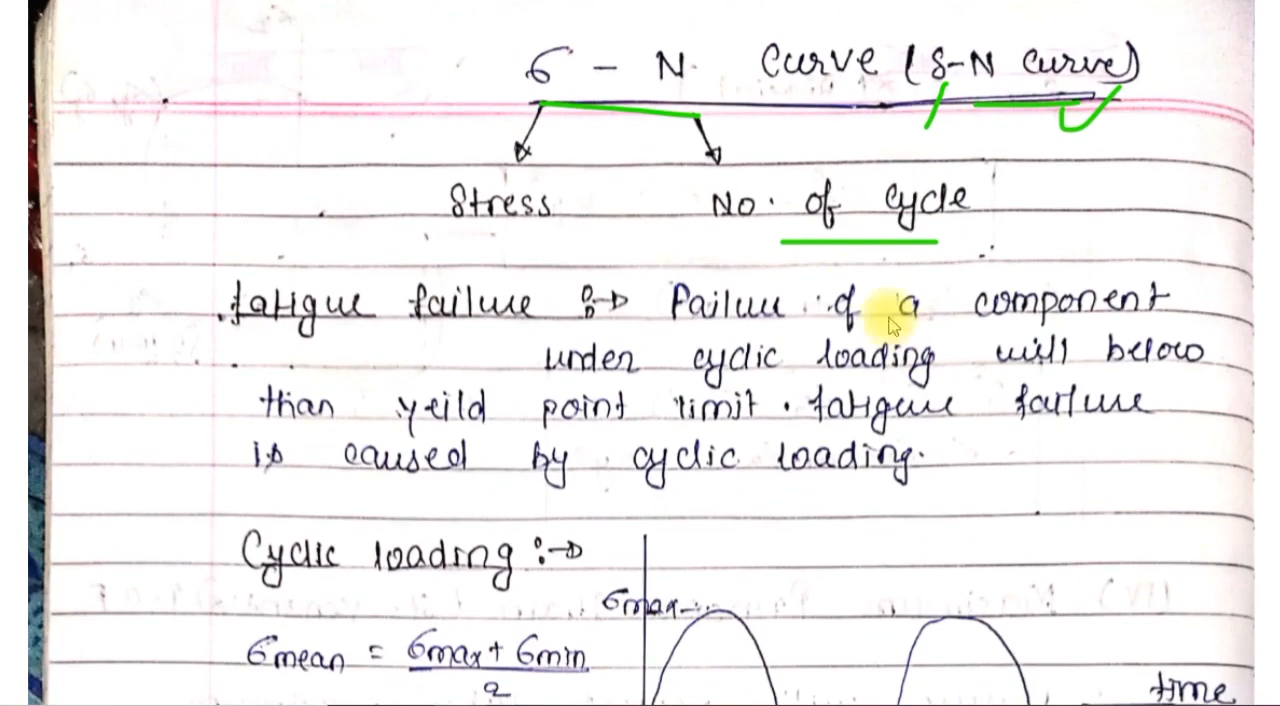 σ - N Curve (S-N Curve)
Stress No. of Cycle
fatigue failure :→ Failure of a component
under cyclic loading will below
than yeild point limit. fatigue failure
is caused by cyclic loading.
Cyclic loading :→
σmax
σmean = σmax + σmin
2
time